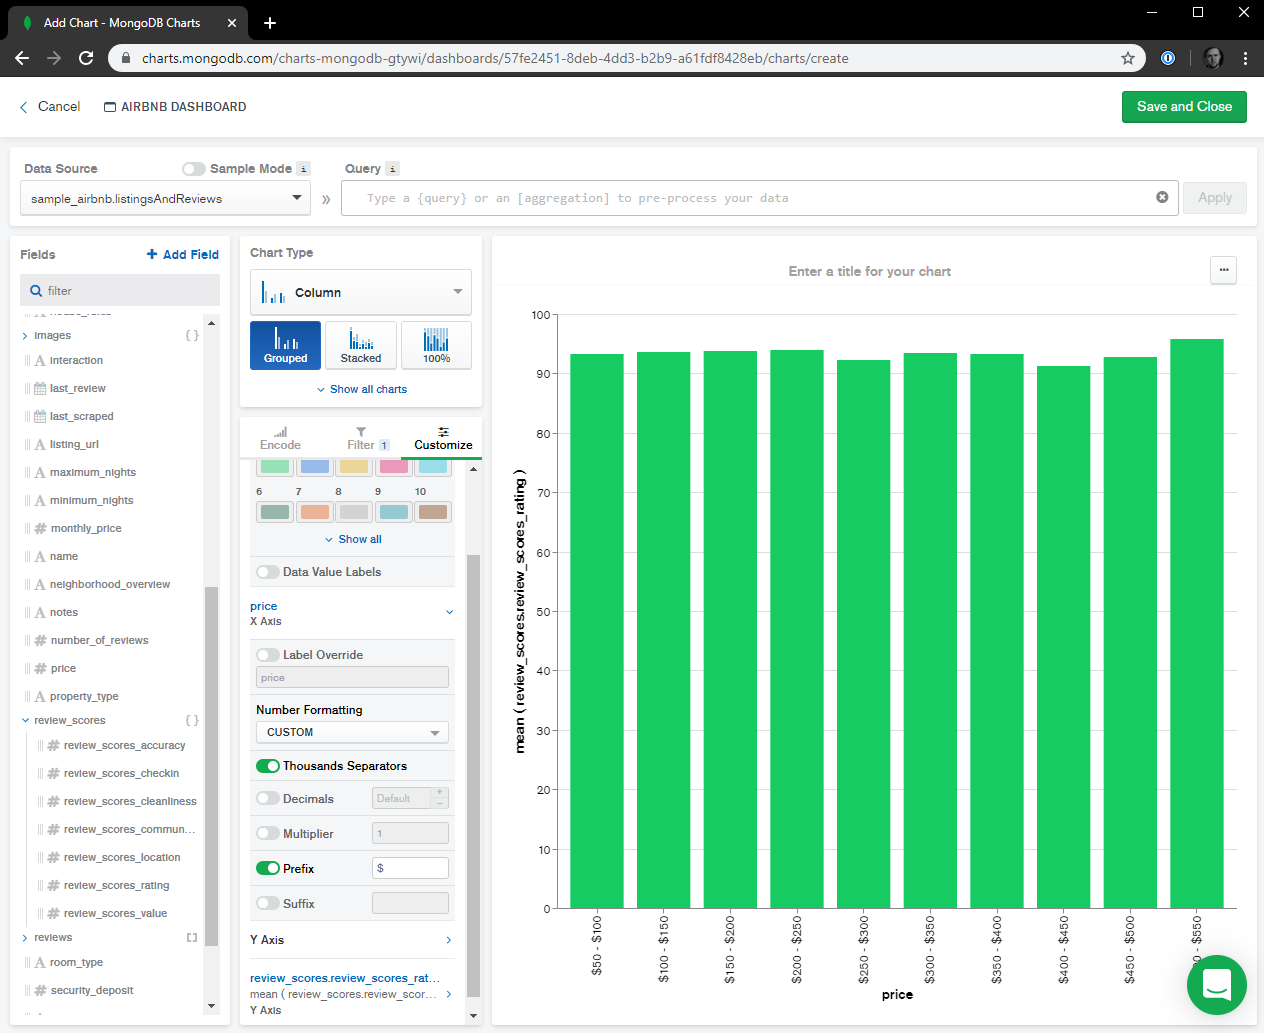 Add Chart - MongoDB Charts
charts.mongodb.com/charts-mongodb-gtywi/dashboards/57fe2451-8deb-4dd3-b2b9-a61fdf8428eb/charts/create
Cancel
AIRBNB DASHBOARD
Save and Close
Data Source
Sample Mode
i
Query
i
sample_airbnb.listingsAndReviews
»
Type a {query} or an [aggregation] to pre-process your data
Apply
Fields
+ Add Field
filter
images { }
A interaction
last_review
last_scraped
A listing_url
A maximum_nights
A minimum_nights
# monthly_price
A name
A neighborhood_overview
A notes
# number_of_reviews
# price
A property_type
review_scores { }
# review_scores_accuracy
# review_scores_checkin
# review_scores_cleanliness
# review_scores_commun...
# review_scores_location
# review_scores_rating
# review_scores_value
reviews [ ]
A room_type
# security_deposit
Chart Type
Column
Grouped
Stacked
100%
Show all charts
Encode
Filter 1
Customize
6 7 8 9 10
Show all
Data Value Labels
price
X Axis
Label Override
price
Number Formatting
CUSTOM
Thousands Separators
Decimals
Default
+
−
Multiplier
1
Prefix
$
Suffix
Y Axis
review_scores.review_scores_rat...
mean ( review_scores.review_scor...
Y Axis
Enter a title for your chart
...
100
90
80
70
60
50
40
30
20
10
0
mean ( review_scores.review_scores_rating )
$50 - $100
$100 - $150
$150 - $200
$200 - $250
$250 - $300
$300 - $350
$350 - $400
$400 - $450
$450 - $500
- $550
price